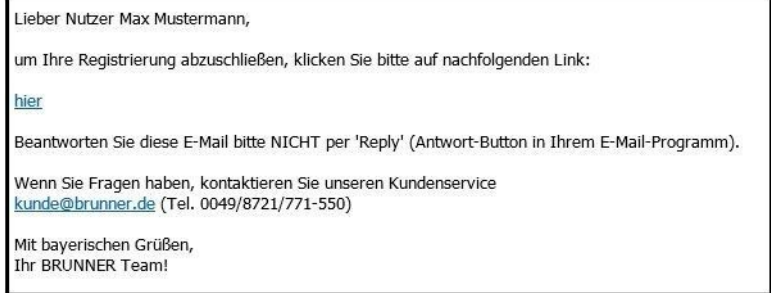 Lieber Nutzer Max Mustermann,
um Ihre Registrierung abzuschließen, klicken Sie bitte auf nachfolgenden Link:
hier
Beantworten Sie diese E-Mail bitte NICHT per 'Reply' (Antwort-Button in Ihrem E-Mail-Programm).
Wenn Sie Fragen haben, kontaktieren Sie unseren Kundenservice
kunde@brunner.de (Tel. 0049/8721/771-550)
Mit bayerischen Grüßen,
Ihr BRUNNER Team!